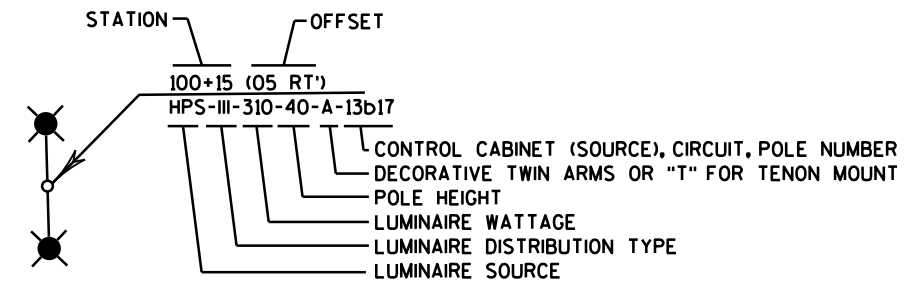 STATION OFFSET
100+15 (05 RT')
HPS-III-310-40-A-13b17
CONTROL CABINET (SOURCE), CIRCUIT, POLE NUMBER
DECORATIVE TWIN ARMS OR "T" FOR TENON MOUNT
POLE HEIGHT
LUMINAIRE WATTAGE
LUMINAIRE DISTRIBUTION TYPE
LUMINAIRE SOURCE